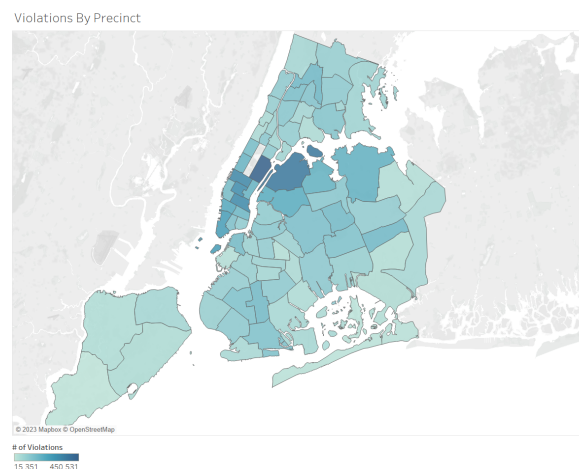 Violations By Precinct
© 2023 Mapbox © OpenStreetMap
# of Violations
15,351 450,531